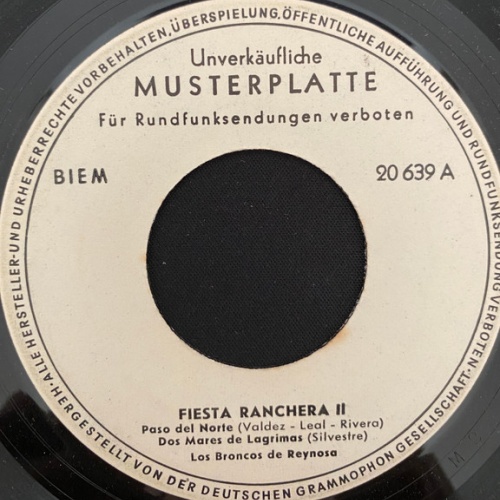 ALLE HERSTELLER-UND URHEBERRECHTE VORBEHALTEN, ÜBERSPIELUNG, ÖFFENTLICHE AUFFÜHRUNG UND RUNDFUNKSENDUNG VERBOTEN
Unverkäufliche
MUSTERPLATTE
Für Rundfunksendungen verboten
BIEM
20 639 A
FIESTA RANCHERA II
Paso del Norte (Valdez - Leal - Rivera)
Dos Mares de Lagrimas (Silvestre)
Los Broncos de Reynosa
HERGESTELLT VON DER DEUTSCHEN GRAMMOPHON GESELLSCHAFT